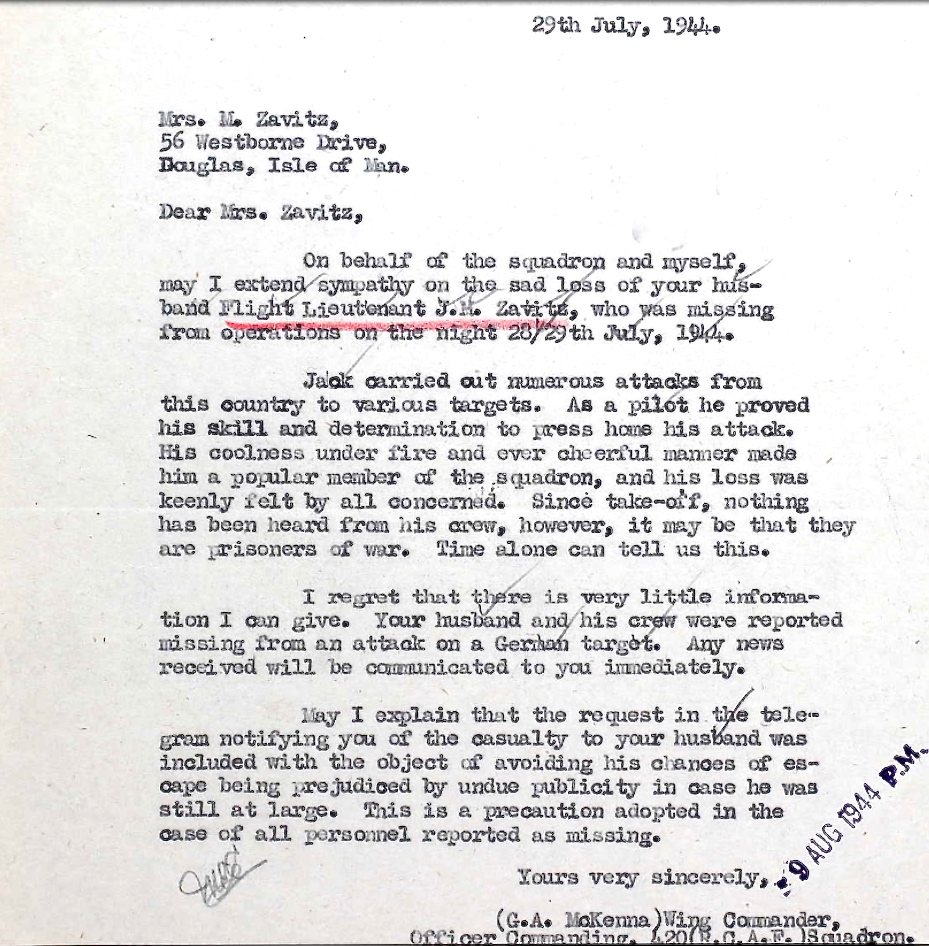 29th July, 1944.
Mrs. M. Zavitz,
56 Westborne Drive,
Douglas, Isle of Man.
Dear Mrs. Zavitz,
On behalf of the squadron and myself,
may I extend sympathy on the sad loss of your hus-
band Flight Lieutenant J.M. Zavitz, who was missing
from operations on the night 28/29th July, 1944.
Jack carried out numerous attacks from
this country to various targets. As a pilot he proved
his skill and determination to press home his attack.
His coolness under fire and ever cheerful manner made
him a popular member of the squadron, and his loss was
keenly felt by all concerned. Since take-off, nothing
has been heard from his crew, however, it may be that they
are prisoners of war. Time alone can tell us this.
I regret that there is very little informa-
tion I can give. Your husband and his crew were reported
missing from an attack on a German target. Any news
received will be communicated to you immediately.
May I explain that the request in the tele-
gram notifying you of the casualty to your husband was
included with the object of avoiding his chances of es-
cape being prejudiced by undue publicity in case he was
still at large. This is a precaution adopted in the
case of all personnel reported as missing.
Yours very sincerely,
- 9 AUG 1944 P.M.
(G.A. McKenna)Wing Commander,
Officer Commanding, 420(R.C.A.F.)Squadron.